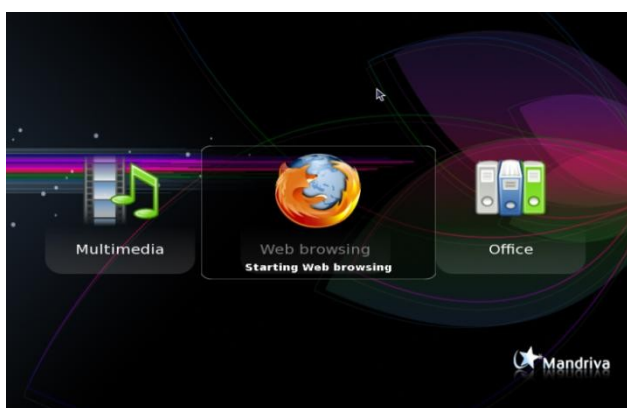 Multimedia
Web browsing
Starting Web browsing
Office
Mandriva